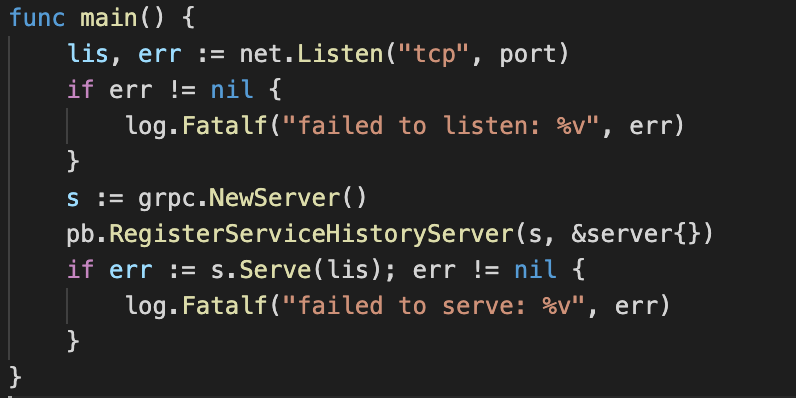 func main() {
    lis, err := net.Listen("tcp", port)
    if err != nil {
        log.Fatalf("failed to listen: %v", err)
    }
    s := grpc.NewServer()
    pb.RegisterServiceHistoryServer(s, &server{})
    if err := s.Serve(lis); err != nil {
        log.Fatalf("failed to serve: %v", err)
    }
}